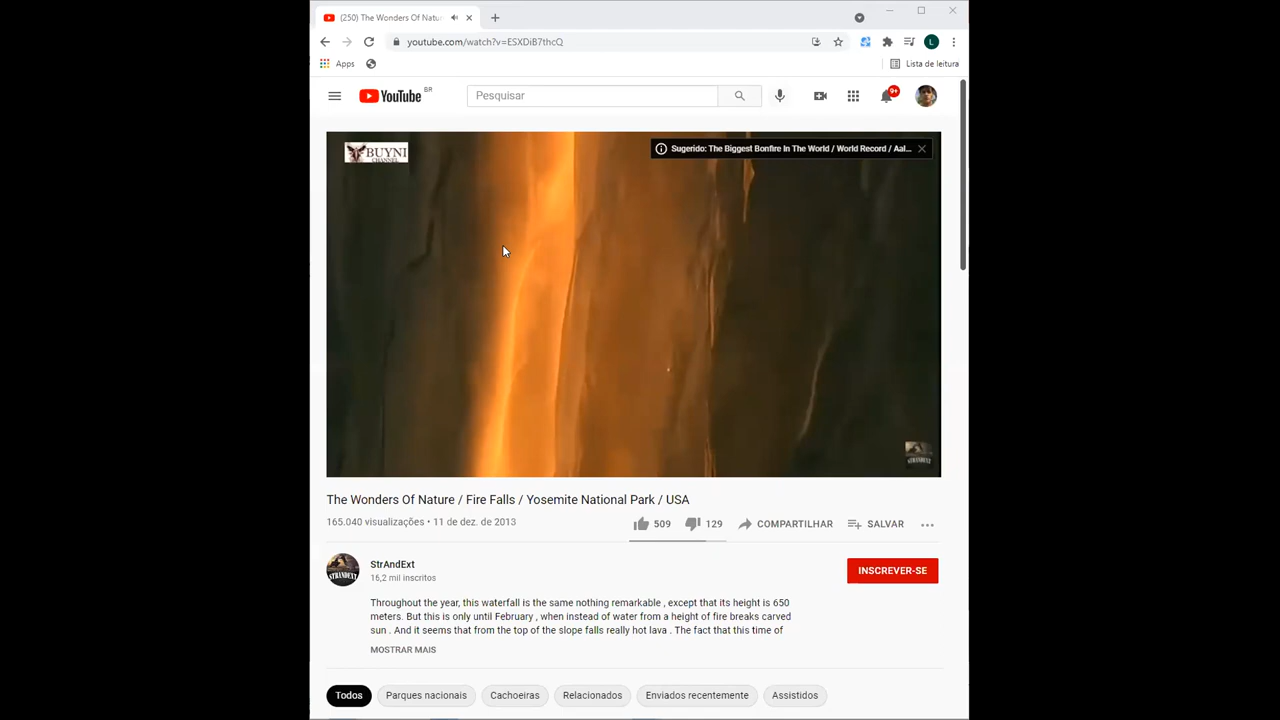 (250) The Wonders Of Natur
youtube.com/watch?v=ESXDiB7thcQ
Apps
Lista de leitura
YouTube BR
Pesquisar
9+
L
BUYNI
CHANNEL
Sugerido: The Biggest Bonfire In The World / World Record / Aal...
STRANDEXT
The Wonders Of Nature / Fire Falls / Yosemite National Park / USA
165.040 visualizações • 11 de dez. de 2013
509
129
COMPARTILHAR
SALVAR
STRANDEXT
StrAndExt
16,2 mil inscritos
INSCREVER-SE
Throughout the year, this waterfall is the same nothing remarkable , except that its height is 650
meters. But this is only until February , when instead of water from a height of fire breaks carved
sun . And it seems that from the top of the slope falls really hot lava . The fact that this time of
MOSTRAR MAIS
Todos
Parques nacionais
Cachoeiras
Relacionados
Enviados recentemente
Assistidos